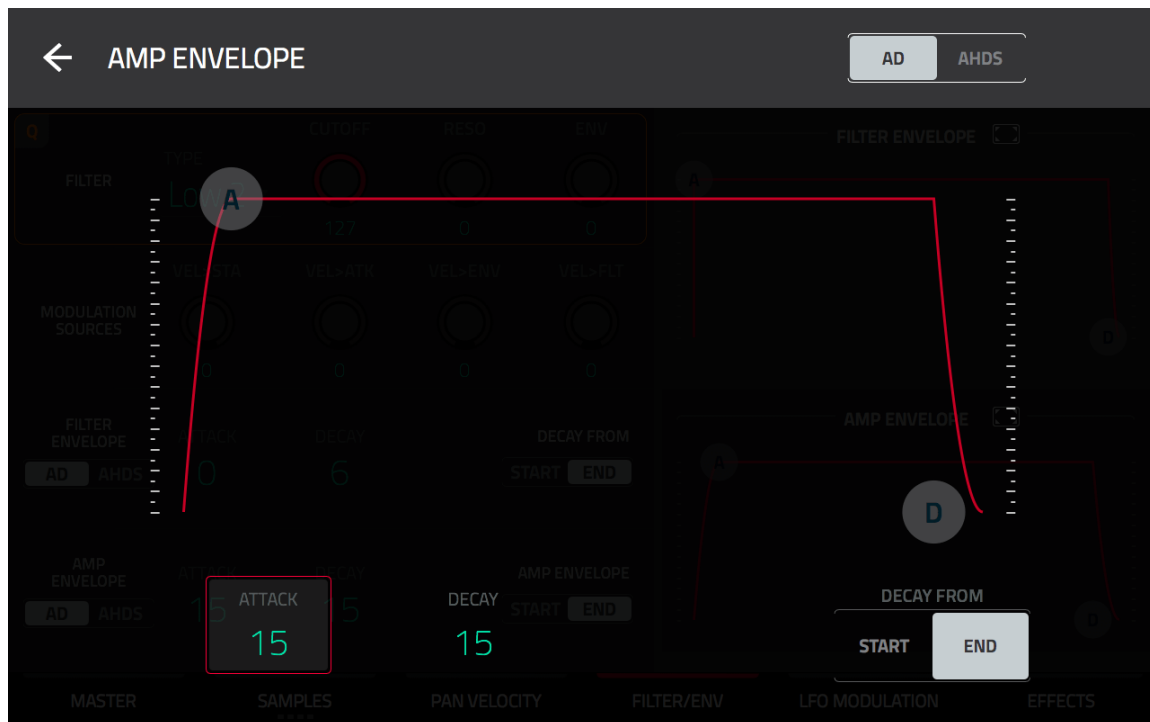 AMP ENVELOPE
AD AHDS
Q
CUTOFF RESO ENV
FILTER ENVELOPE
TYPE
FILTER
A
A
127 0 0
VEL>ATK VEL>ENV VEL>FLT
MODULATION
SOURCES
D
0 0 0 0
FILTER
ENVELOPE
AMP ENVELOPE
ATTACK DECAY DECAY FROM
AD AHDS 0 6 START END
A
D
AMP
ENVELOPE
ATTACK DECAY AMP ENVELOPE
AD AHDS 15 15 START END
D
ATTACK DECAY DECAY FROM
15 15 START END
MASTER SAMPLES PAN VELOCITY FILTER/ENV LFO MODULATION EFFECTS